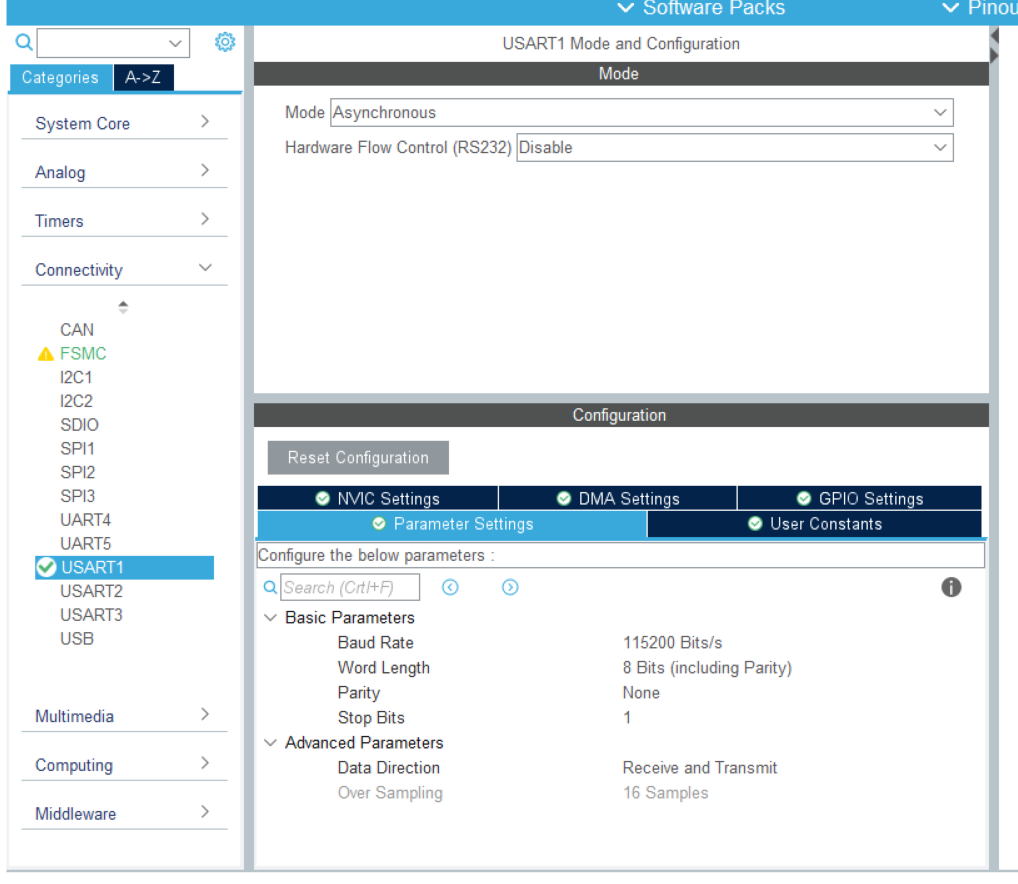 Software Packs
Pinou
USART1 Mode and Configuration
Categories A->Z
System Core
Analog
Timers
Connectivity
CAN
FSMC
I2C1
I2C2
SDIO
SPI1
SPI2
SPI3
UART4
UART5
USART1
USART2
USART3
USB
Multimedia
Computing
Middleware
Mode
Mode Asynchronous
Hardware Flow Control (RS232) Disable
Configuration
Reset Configuration
NVIC Settings
DMA Settings
GPIO Settings
Parameter Settings
User Constants
Configure the below parameters :
Search (Crtl+F)
Basic Parameters
Baud Rate 115200 Bits/s
Word Length 8 Bits (including Parity)
Parity None
Stop Bits 1
Advanced Parameters
Data Direction Receive and Transmit
Over Sampling 16 Samples